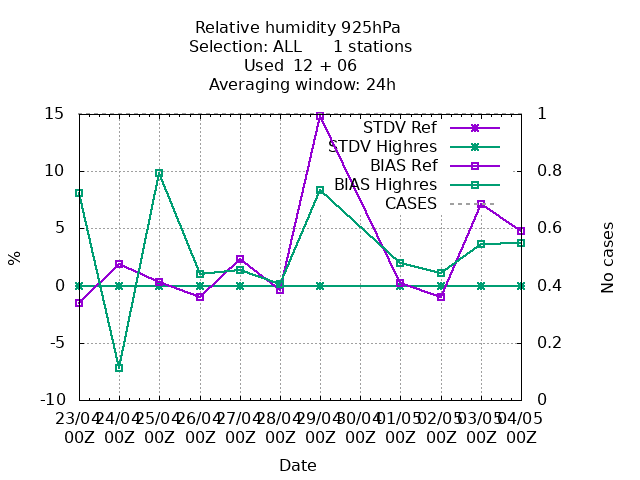 Relative humidity 925hPa
Selection: ALL 1 stations
Used 12 + 06
Averaging window: 24h
15 1
STDV Ref
STDV Highres
BIAS Ref
BIAS Highres
CASES
10 0.8
5 0.6
0 0.4
-5 0.2
-10 0
%
No cases
23/04 24/04 25/04 26/04 27/04 28/04 29/04 30/04 01/05 02/05 03/05 04/05
00Z 00Z 00Z 00Z 00Z 00Z 00Z 00Z 00Z 00Z 00Z 00Z
Date